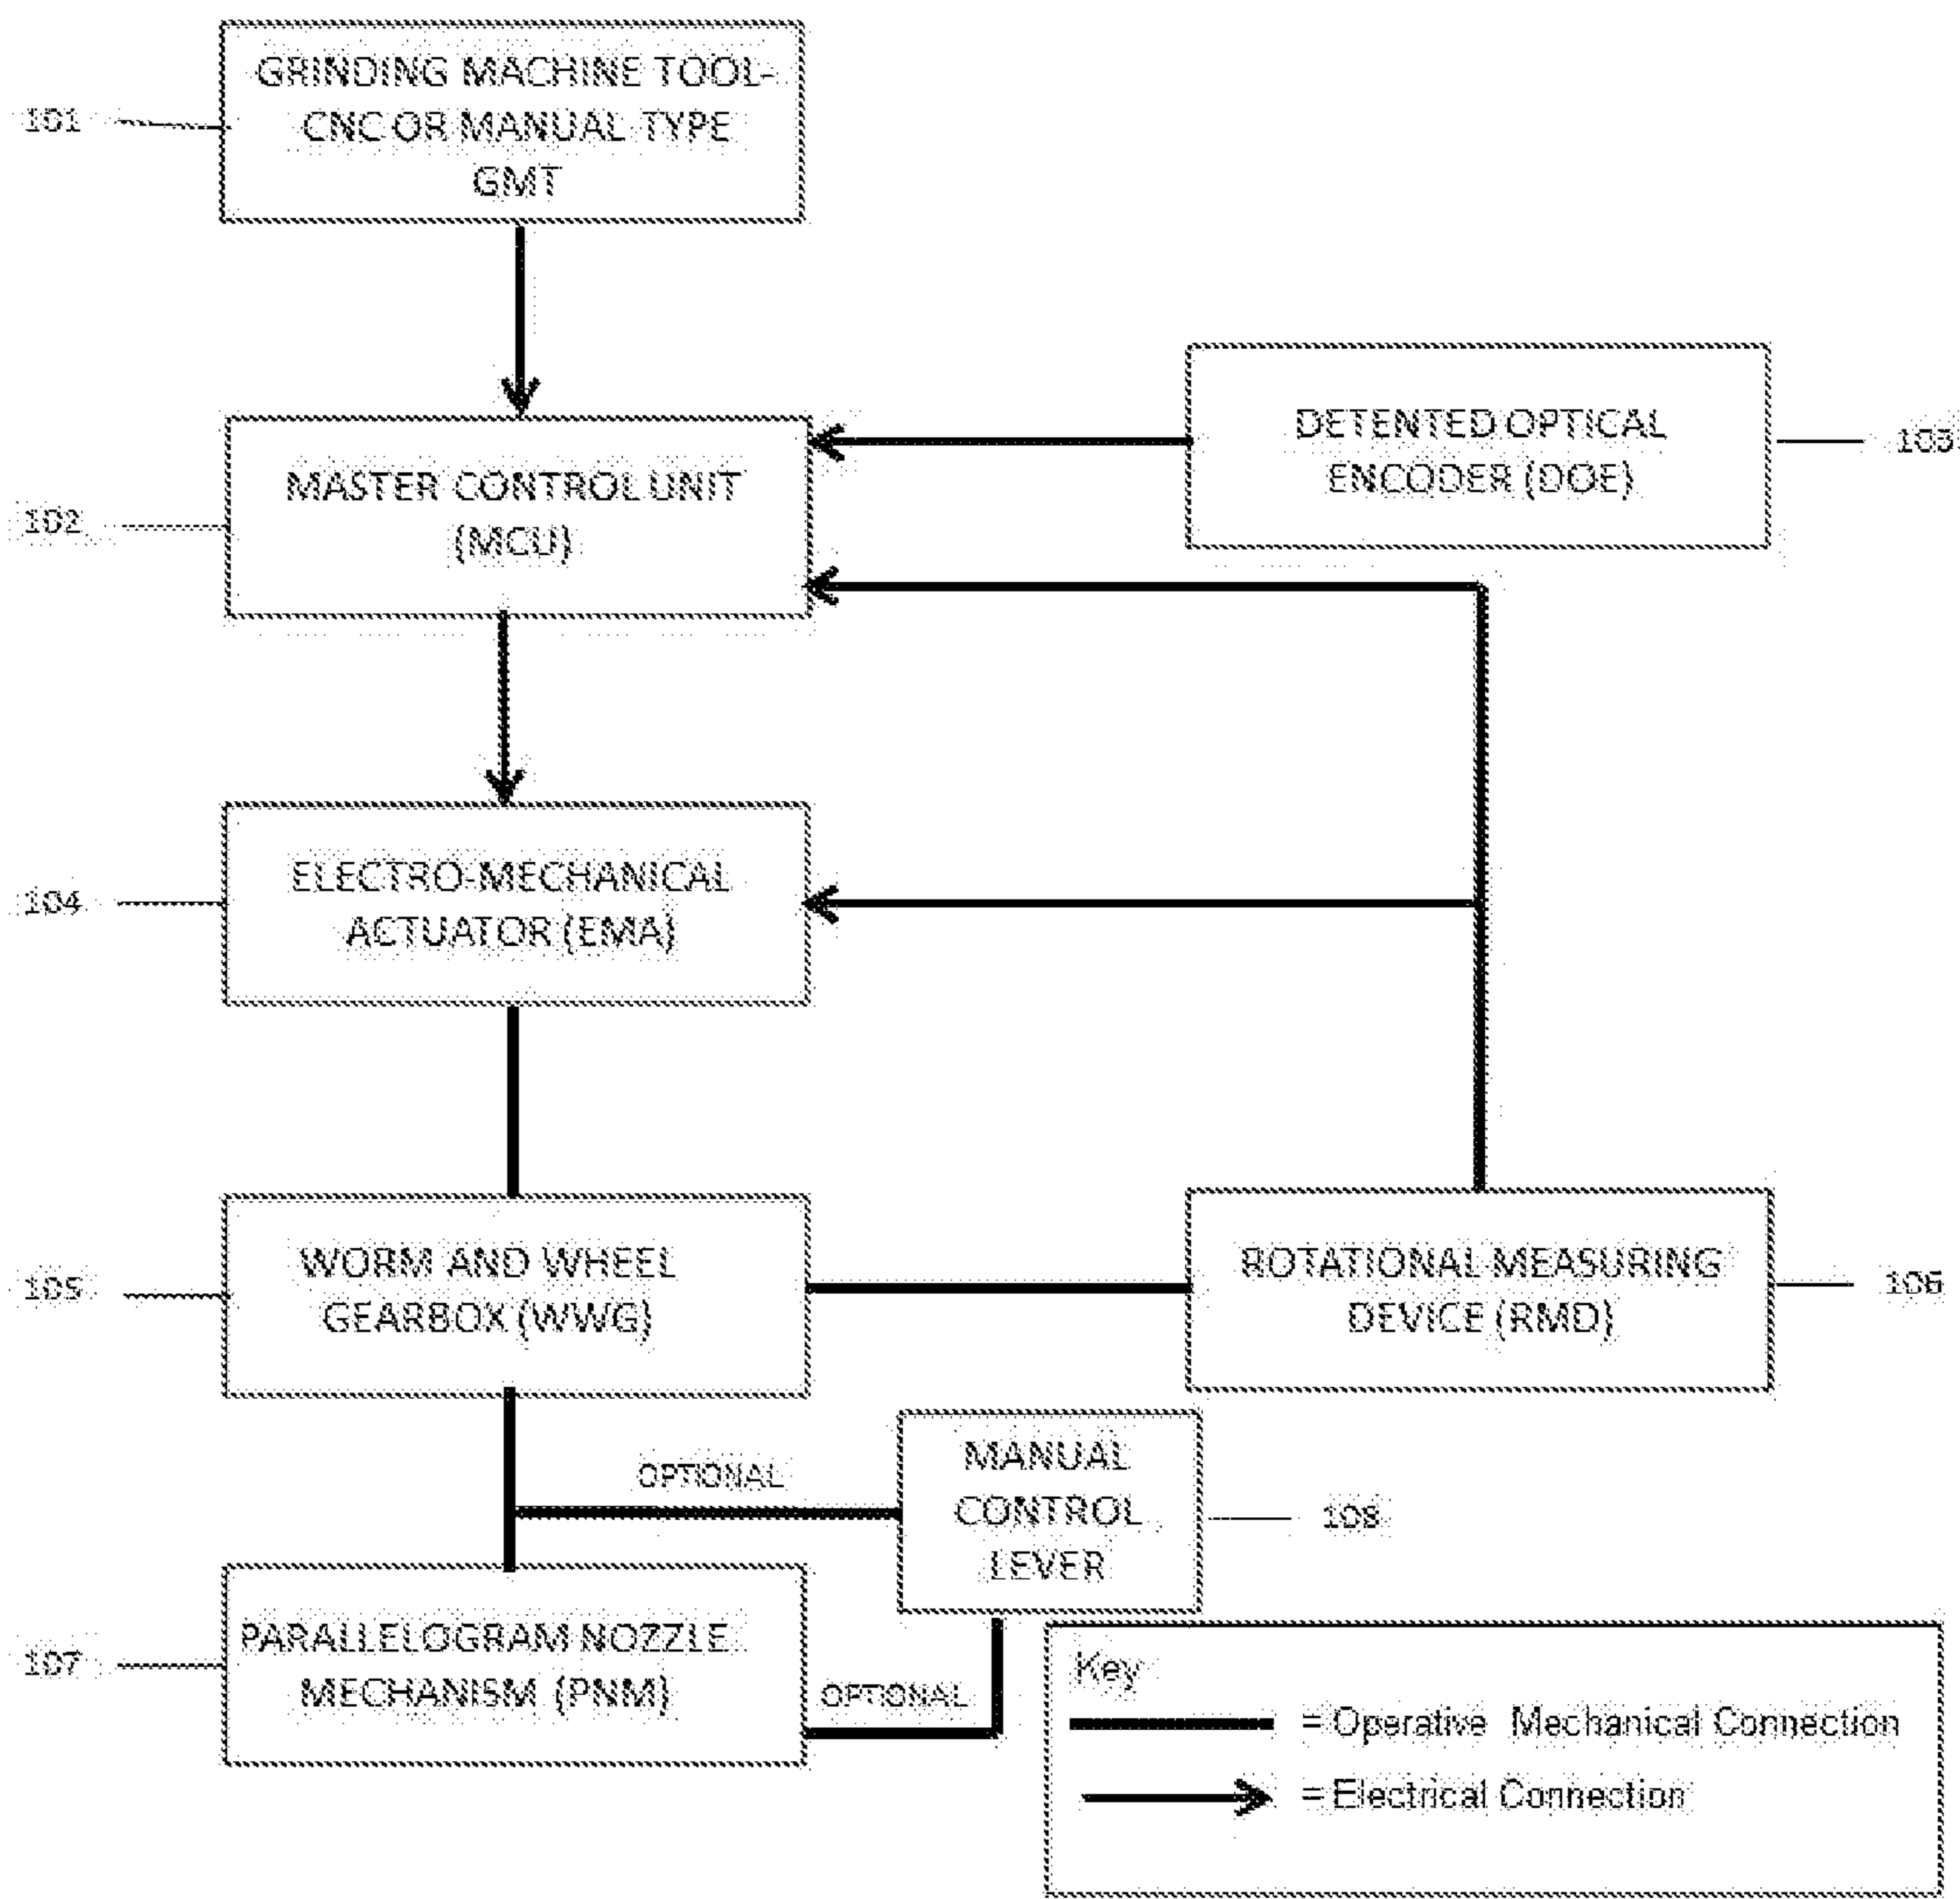 GRINDING MACHINE TOOL-
CNC OR MANUAL TYPE
GMT
101
MASTER CONTROL UNIT
(MCU)
102
DETENTED OPTICAL
ENCODER (DOE)
103
ELECTRO-MECHANICAL
ACTUATOR (EMA)
104
WORM AND WHEEL
GEARBOX (WWG)
105
ROTATIONAL MEASURING
DEVICE (RMD)
106
OPTIONAL
MANUAL
CONTROL
LEVER
108
PARALLELOGRAM NOZZLE
MECHANISM (PNM)
107
OPTIONAL
Key
= Operative Mechanical Connection
= Electrical Connection